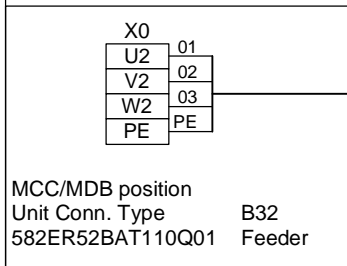 X0
U2 01
V2 02
W2 03
PE PE
MCC/MDB position
Unit Conn. Type B32
582ER52BAT110Q01 Feeder